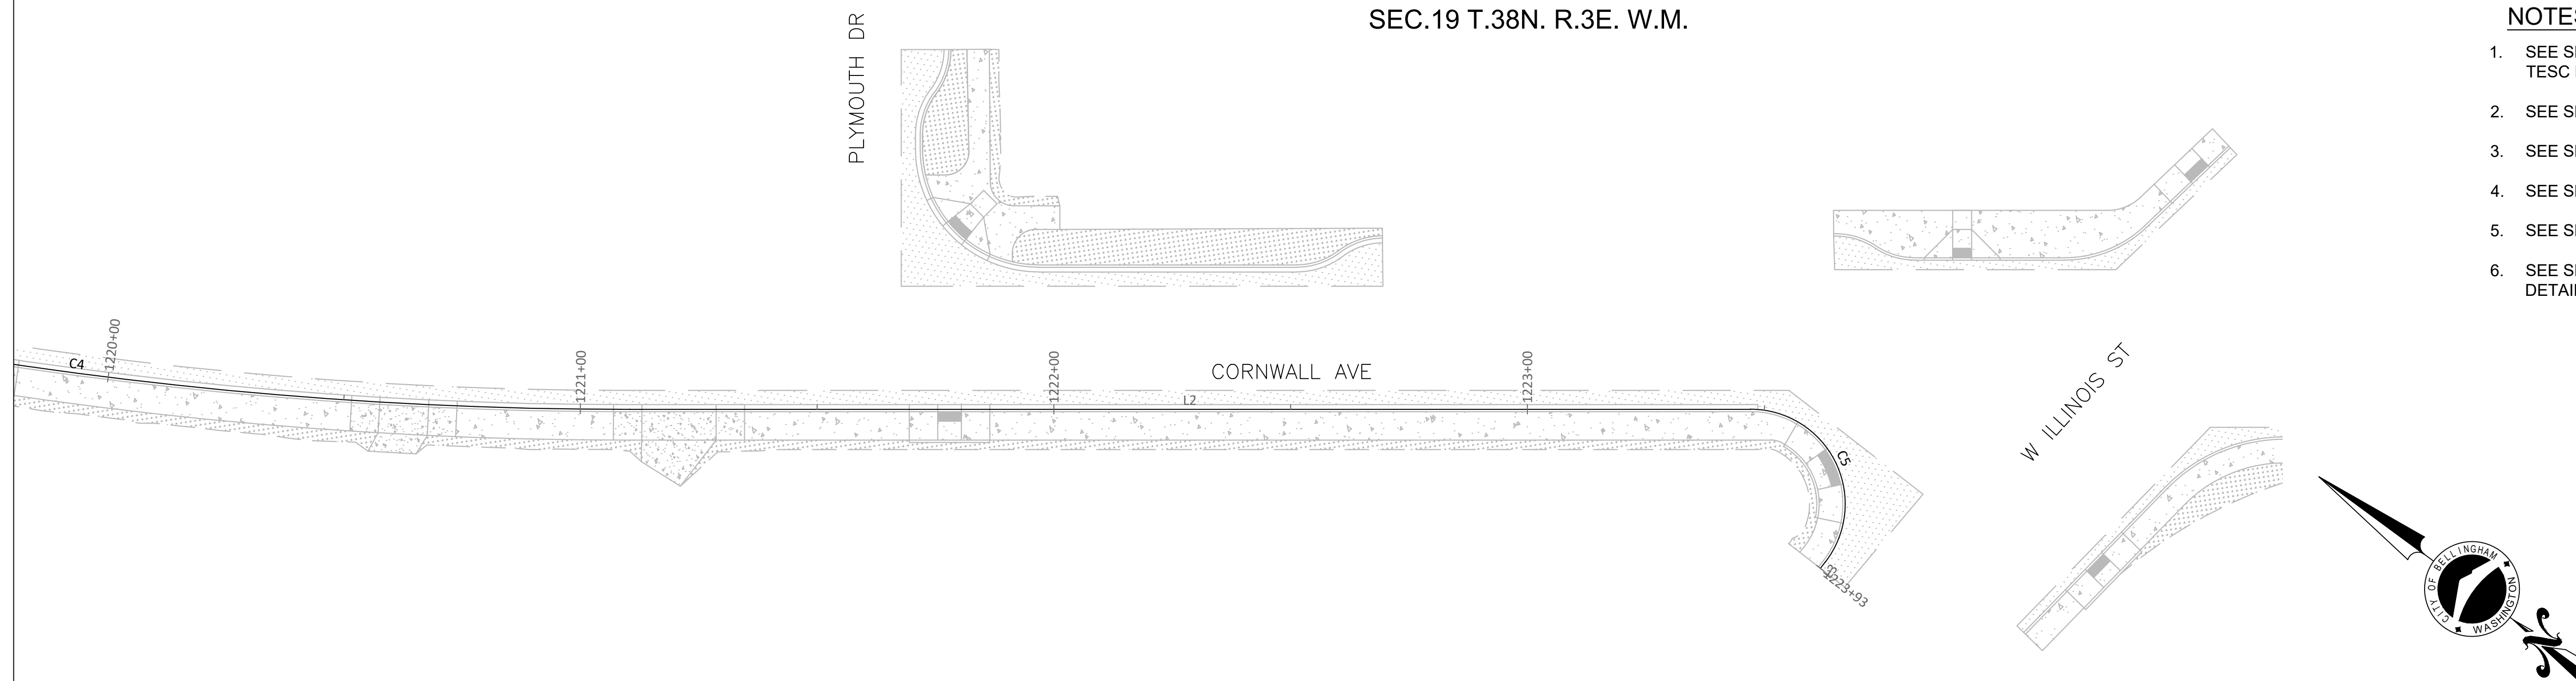 SEC.19 T.38N. R.3E. W.M.
NOTES
1. SEE
TESC
2. SEE
3. SEE
4. SEE
5. SEE
6. SEE
PLYMOUTH DR
CORNWALL AVE
W ILLINOIS ST
C4
1220+00
1221+00
1222+00
L2
1223+00
C5
1223+93
CITY OF BELLINGHAM
WASHINGTON